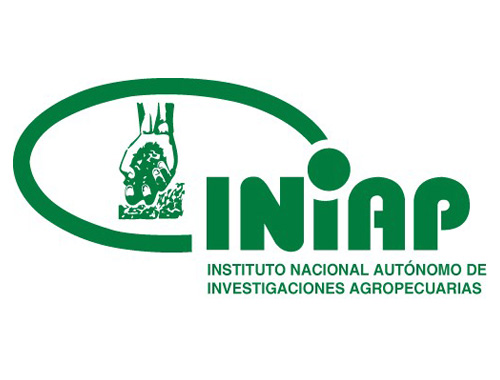 INiAP
INSTITUTO NACIONAL AUTÓNOMO DE
INVESTIGACIONES AGROPECUARIAS